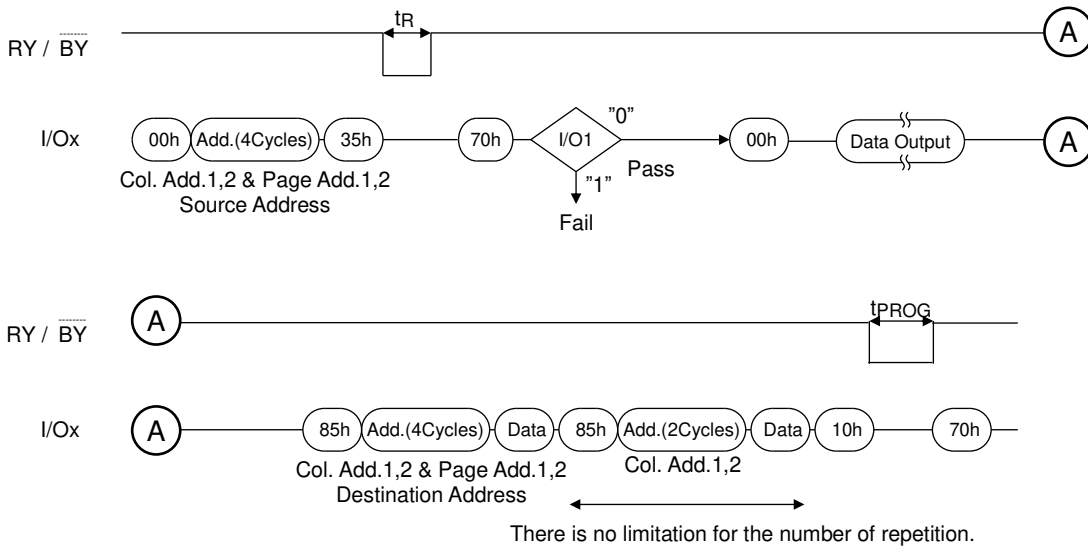 tR
RY / BY
A
I/Ox
00h Add.(4Cycles) 35h 70h I/O1 "0" 00h Data Output A
Pass
Col. Add.1,2 & Page Add.1,2
Source Address
"1"
Fail
A
tPROG
RY / BY
I/Ox
A
85h Add.(4Cycles) Data 85h Add.(2Cycles) Data 10h 70h
Col. Add.1,2 & Page Add.1,2 Col. Add.1,2
Destination Address
There is no limitation for the number of repetition.